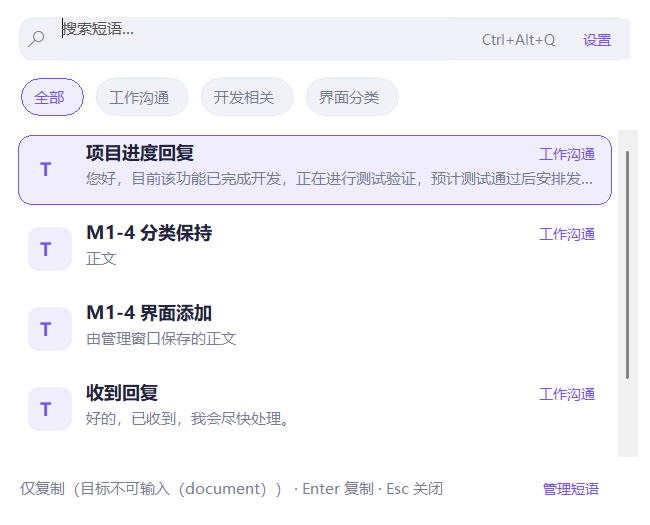 搜索短语...
Ctrl+Alt+Q 设置
全部 工作沟通 开发相关 界面分类
T 项目进度回复 工作沟通
您好，目前该功能已完成开发，正在进行测试验证，预计测试通过后安排发...
T M1-4 分类保持 工作沟通
正文
T M1-4 界面添加
由管理窗口保存的正文
T 收到回复 工作沟通
好的，已收到，我会尽快处理。
仅复制（目标不可输入（document）） · Enter 复制 · Esc 关闭 管理短语